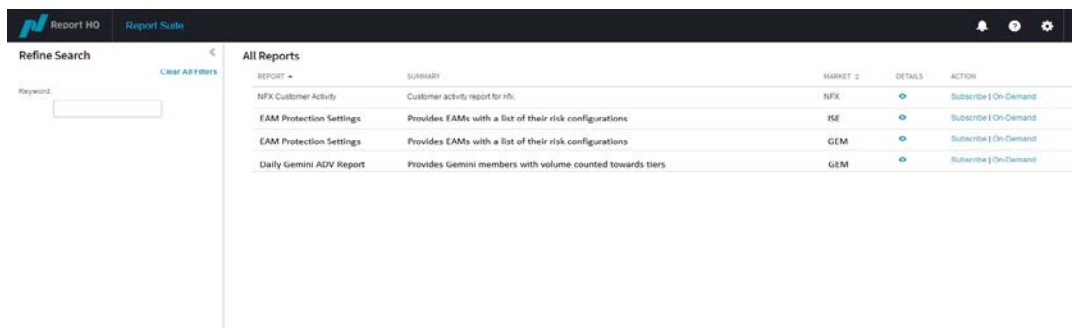 Report HQ Report Suite
Refine Search
Clear All Filters
Keyword:
All Reports
REPORT SUMMARY MARKET DETAILS ACTION
NFX Customer Activity Customer activity report for nfx. NFX Subscribe | On-Demand
EAM Protection Settings Provides EAMs with a list of their risk configurations ISE Subscribe | On-Demand
EAM Protection Settings Provides EAMs with a list of their risk configurations GEM Subscribe | On-Demand
Daily Gemini ADV Report Provides Gemini members with volume counted towards tiers GEM Subscribe | On-Demand